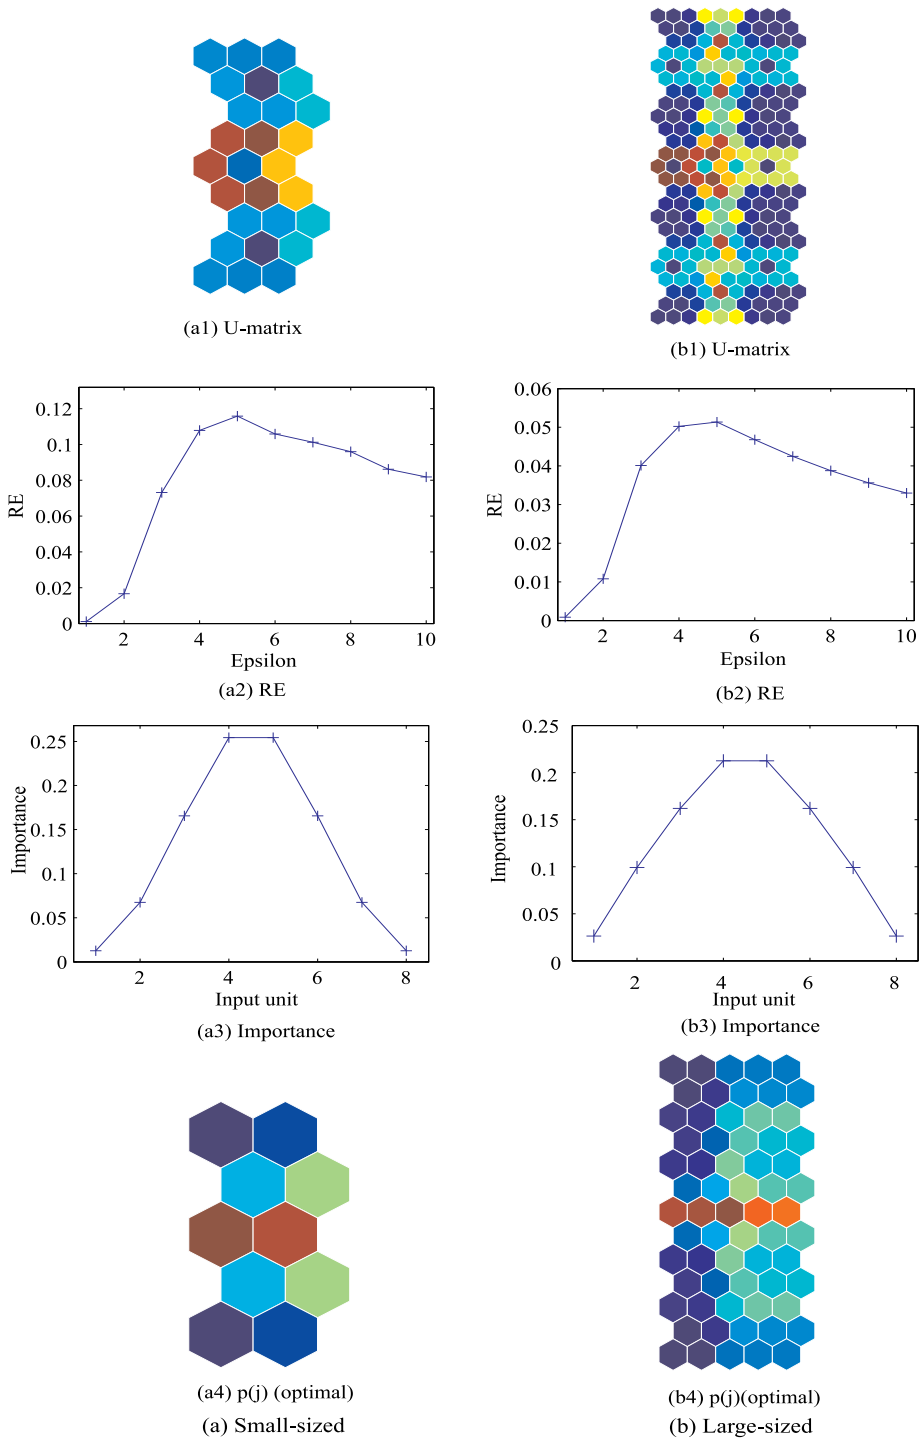 (a1) U-matrix
(b1) U-matrix
0.12
0.1
0.08
0.06
0.04
0.02
0
RE
2
4
6
8
10
Epsilon
(a2) RE
0.06
0.05
0.04
0.03
0.02
0.01
0
RE
2
4
6
8
10
Epsilon
(b2) RE
0.25
0.2
0.15
0.1
0.05
0
Importance
2
4
6
8
Input unit
(a3) Importance
0.25
0.2
0.15
0.1
0.05
0
Importance
2
4
6
8
Input unit
(b3) Importance
(a4) p(j) (optimal)
(a) Small-sized
(b4) p(j)(optimal)
(b) Large-sized